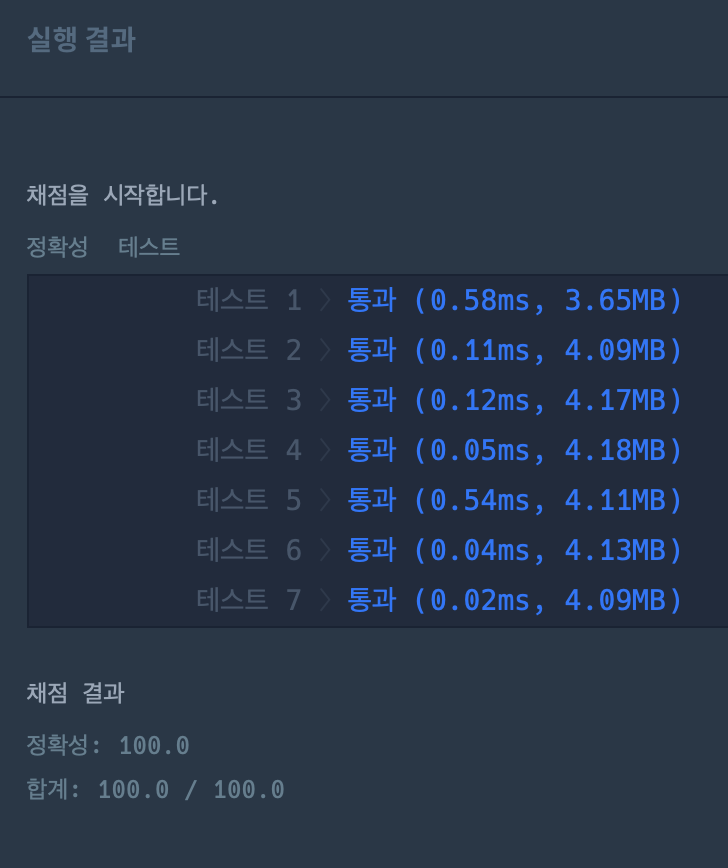 실행 결과
채점을 시작합니다.
정확성 테스트
테스트 1 〉 통과 (0.58ms, 3.65MB)
테스트 2 〉 통과 (0.11ms, 4.09MB)
테스트 3 〉 통과 (0.12ms, 4.17MB)
테스트 4 〉 통과 (0.05ms, 4.18MB)
테스트 5 〉 통과 (0.54ms, 4.11MB)
테스트 6 〉 통과 (0.04ms, 4.13MB)
테스트 7 〉 통과 (0.02ms, 4.09MB)
채점 결과
정확성: 100.0
합계: 100.0 / 100.0